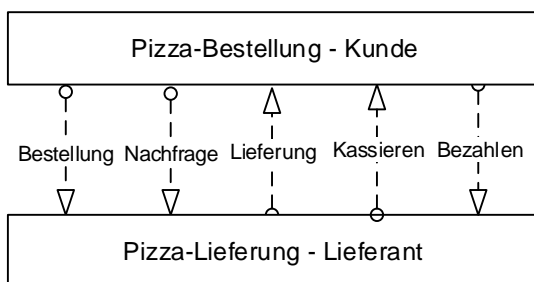 Pizza-Bestellung - Kunde
Bestellung Nachfrage Lieferung Kassieren Bezahlen
Pizza-Lieferung - Lieferant